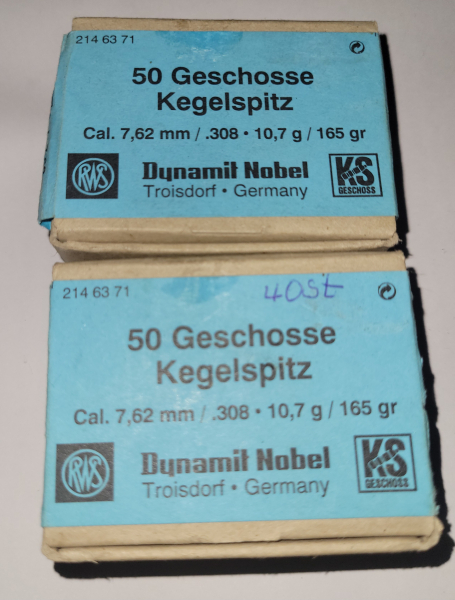 214 63 71
50 Geschosse
Kegelspitz
Cal. 7,62 mm / .308 • 10,7 g / 165 gr
RWS
Dynamit Nobel
Troisdorf • Germany
KS
GESCHOSS
214 63 71
40St
50 Geschosse
Kegelspitz
Cal. 7,62 mm / .308 • 10,7 g / 165 gr
RWS
Dynamit Nobel
Troisdorf • Germany
KS
GESCHOSS